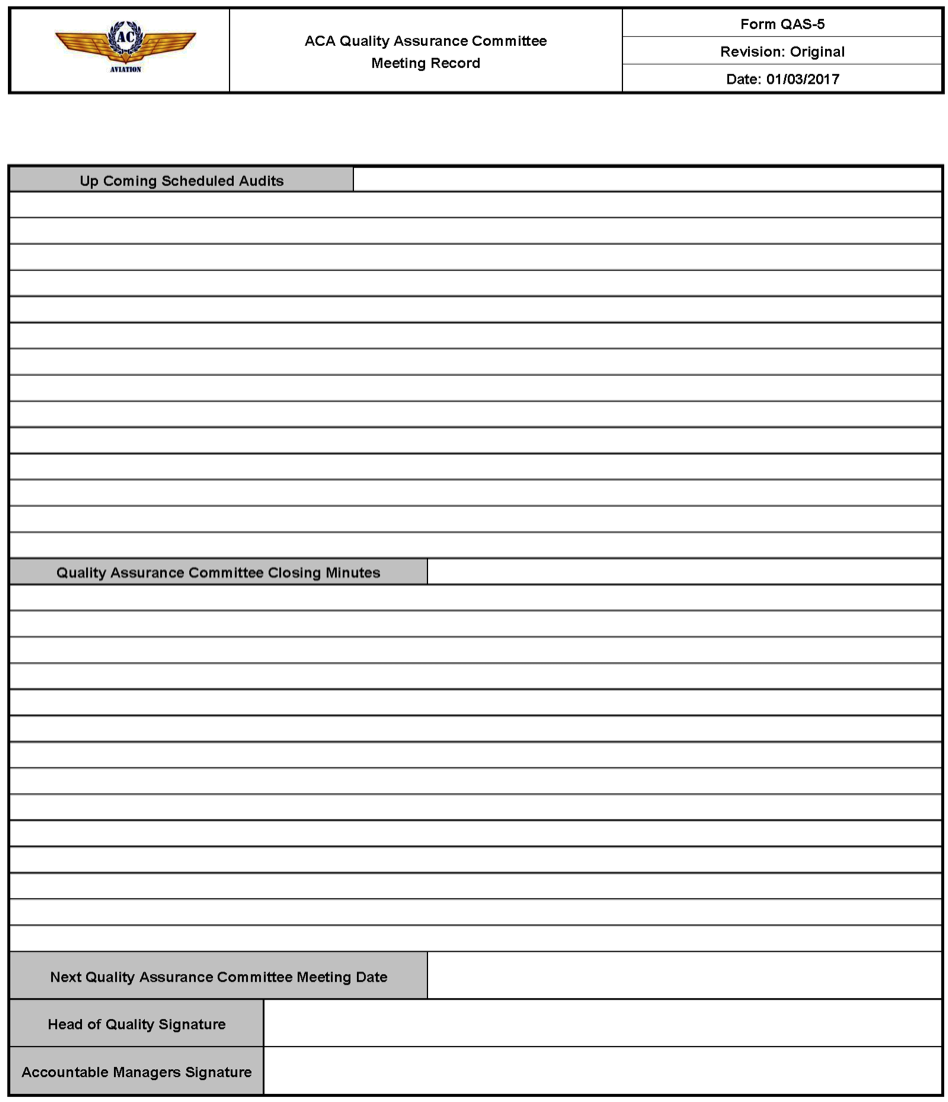 AC
AVIATION
ACA Quality Assurance Committee
Meeting Record
Form QAS-5
Revision: Original
Date: 01/03/2017
Up Coming Scheduled Audits
Quality Assurance Committee Closing Minutes
Next Quality Assurance Committee Meeting Date
Head of Quality Signature
Accountable Managers Signature